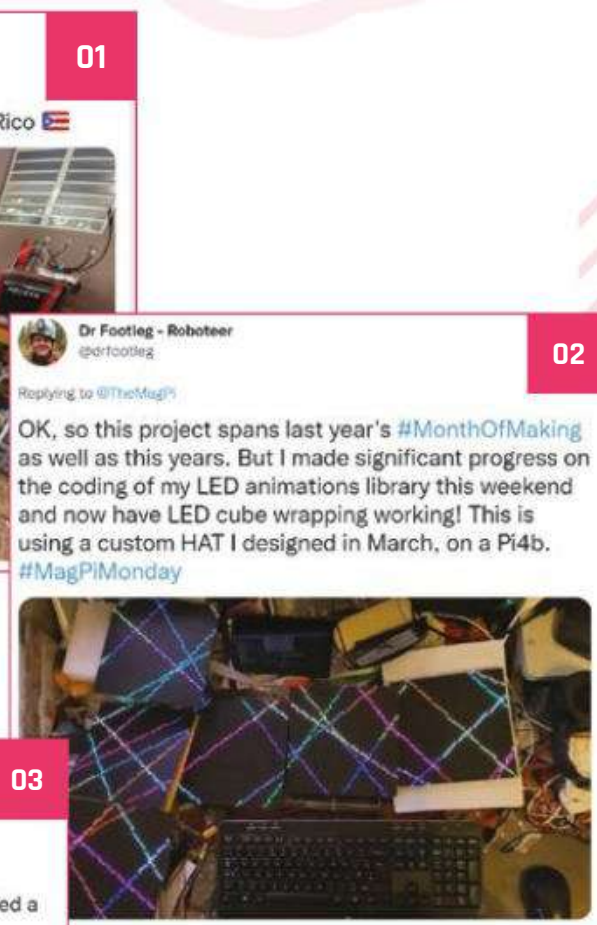 01
Rico
Dr Footleg - Roboteer
@drfootleg
02
Replying to @TheMagPi
OK, so this project spans last year's #MonthOfMaking
as well as this years. But I made significant progress on
the coding of my LED animations library this weekend
and now have LED cube wrapping working! This is
using a custom HAT I designed in March, on a Pi4b.
#MagPiMonday
03
ed a